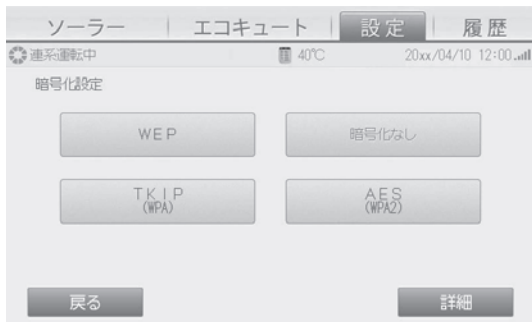 ソーラー エコキュート 設定 履歴
連系運転中 40℃ 20xx/04/10 12:00
暗号化設定
WEP 暗号化なし
TKIP AES
(WPA) (WPA2)
戻る 詳細